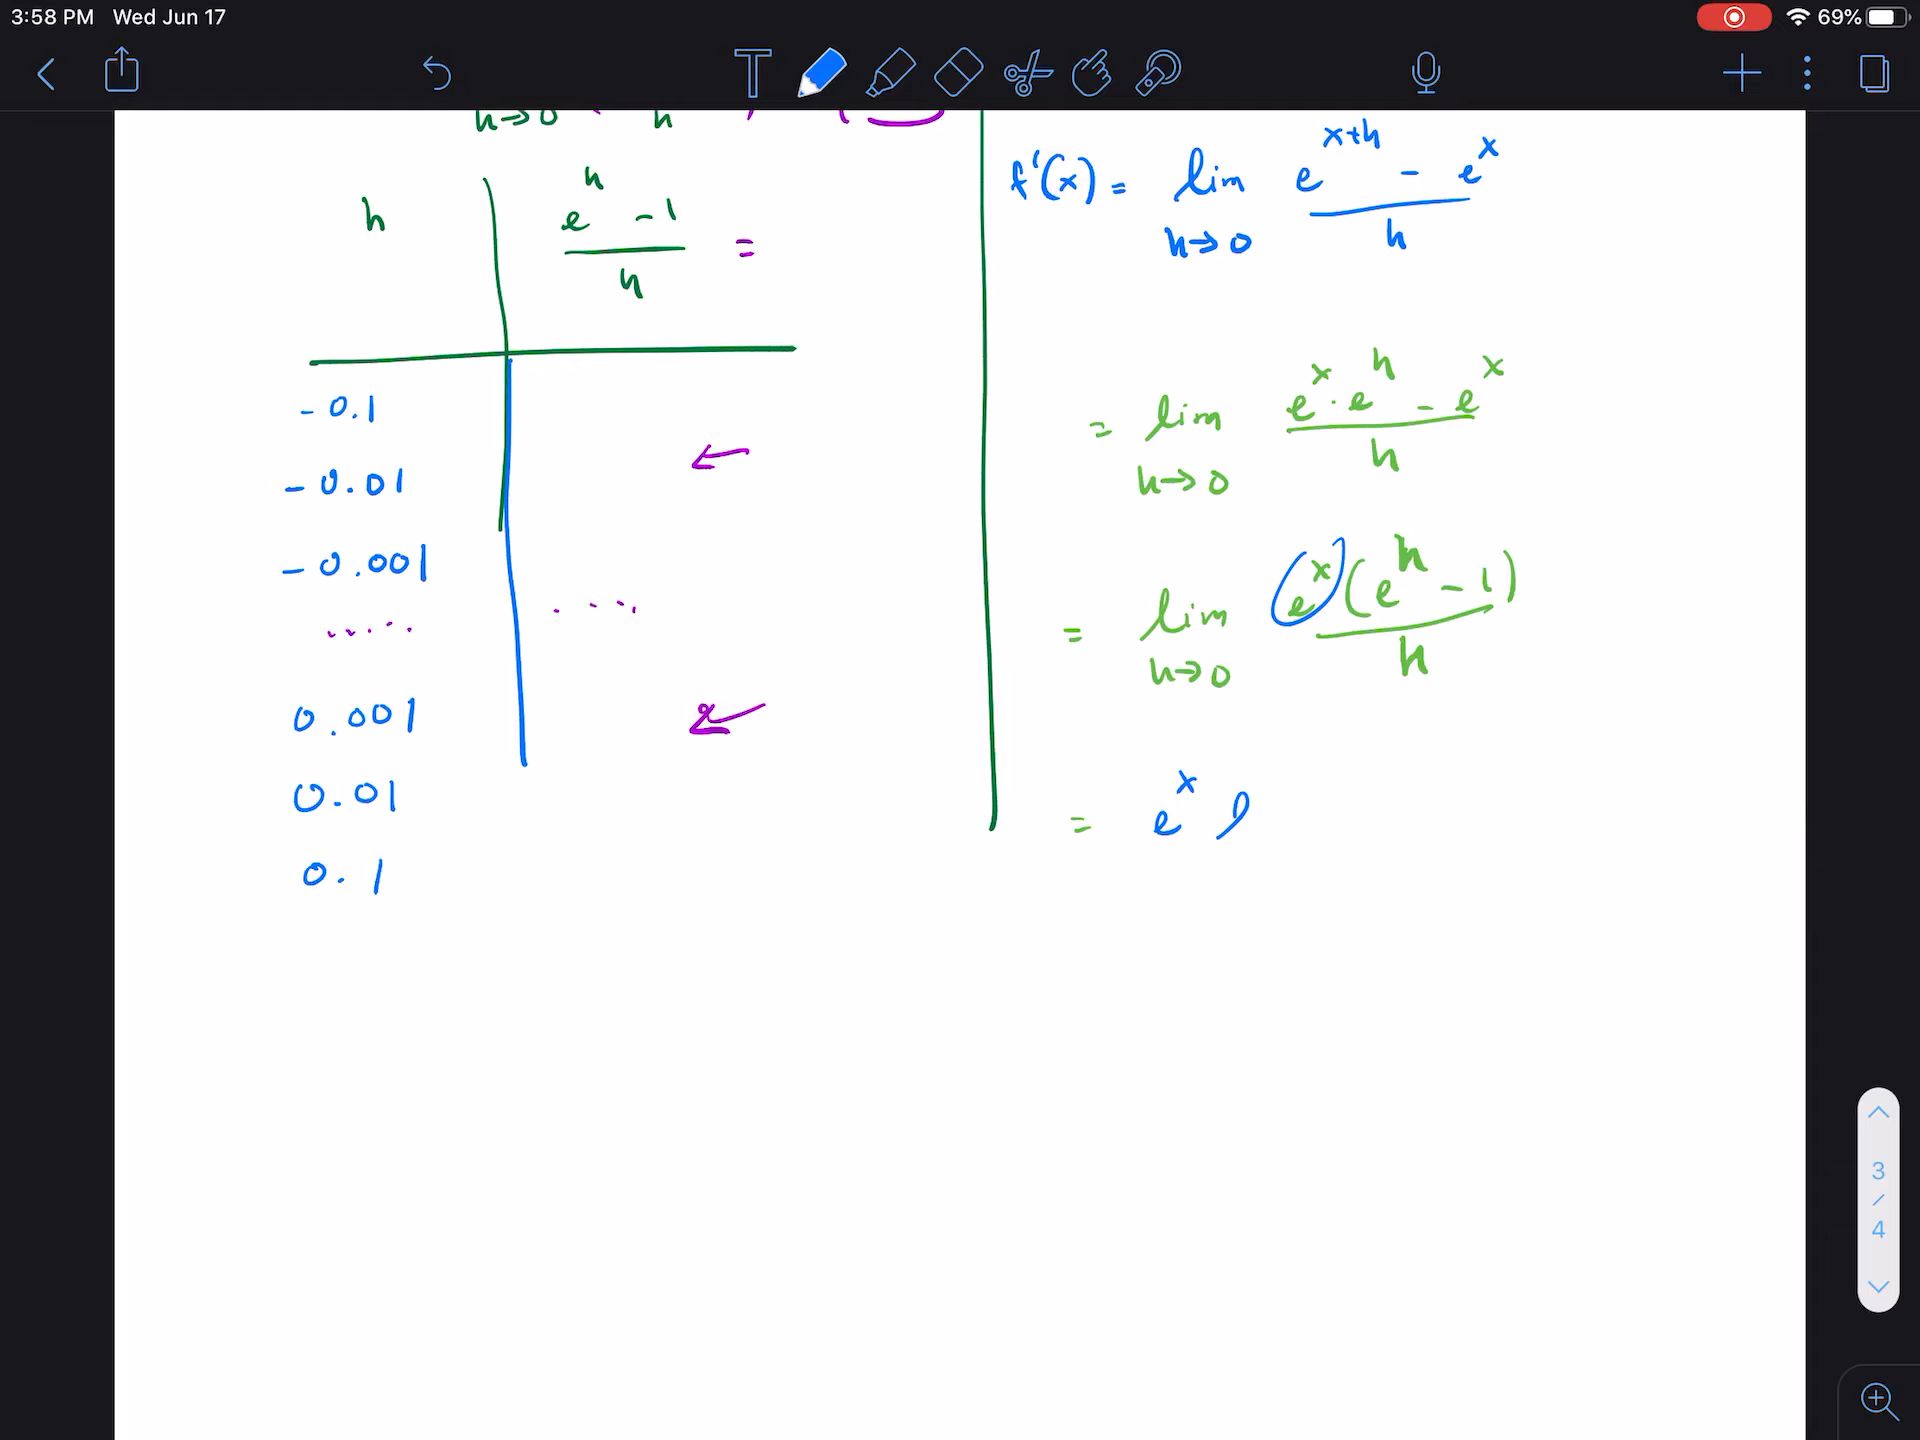 3:58 PM Wed Jun 17 69%
T
h→0 h
h
e^h -1 / h =
-0.1
-0.01
-0.001
......
....
0.001
0.01
0.1
f'(x) = lim h→0 e^(x+h) - e^x / h
= lim h→0 e^x · e^h - e^x / h
= lim h→0 e^x (e^h - 1) / h
= e^x l
3
/
4